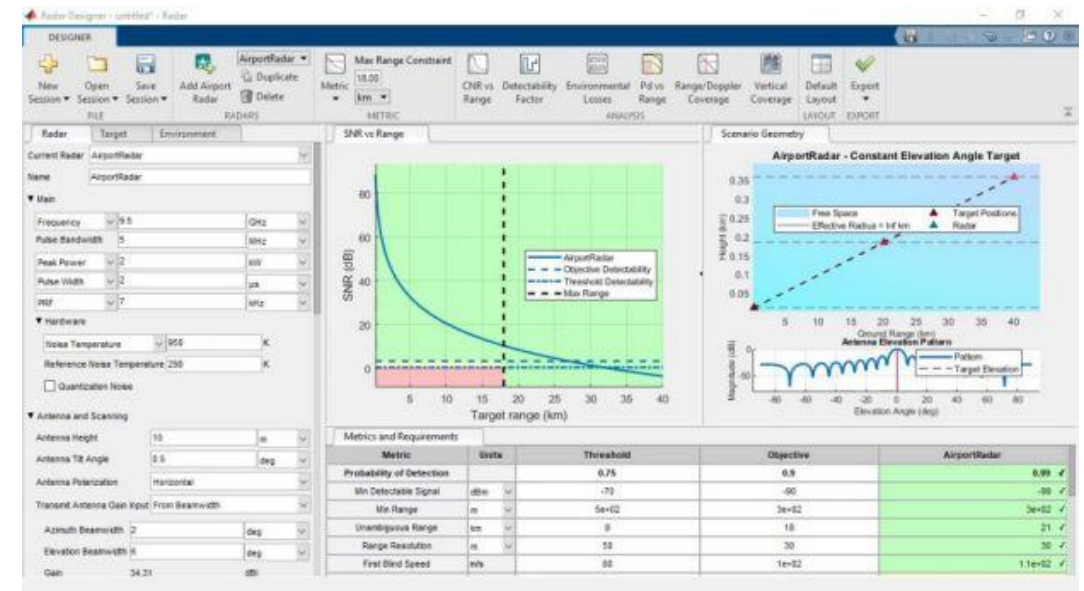 Radar Designer - untitled* - Radar
DESIGNER
New Session
Open Session
Save Session
FILE
Add Airport Radar
AirportRadar
Duplicate
Delete
RADARS
Metric
Max Range Constraint
18.00
km
METRIC
CNR vs Range
Detectability Factor
Environmental Losses
Pd vs Range
Range/Doppler Coverage
Vertical Coverage
ANALYSIS
Default Layout
LAYOUT
Export
EXPORT
Radar Target Environment
Current Radar AirportRadar
Name AirportRadar
Main
Frequency 9.5 GHz
Pulse Bandwidth 5 MHz
Peak Power 2 kW
Pulse Width 2 µs
PRF 7 kHz
Hardware
Noise Temperature 950 K
Reference Noise Temperature 290 K
Quantization Noise
Antenna and Scanning
Antenna Height 10 m
Antenna Tilt Angle 0.5 deg
Antenna Polarization Horizontal
Transmit Antenna Gain Input From Beamwidth
Azimuth Beamwidth 2 deg
Elevation Beamwidth 6 deg
Gain 34.31 dBi
SNR vs Range
SNR (dB)
80
60
40
20
0
5 10 15 20 25 30 35 40
Target range (km)
AirportRadar
Objective Detectability
Threshold Detectability
Max Range
Scenario Geometry
AirportRadar - Constant Elevation Angle Target
Height (km)
0.35
0.3
0.25
0.2
0.15
0.1
0.05
Free Space
Effective Radius = Inf km
Target Positions
Radar
5 10 15 20 25 30 35 40
Ground Range (km)
Antenna Elevation Pattern
Magnitude (dB)
0
-50
Pattern
Target Elevation
-80 -60 -40 -20 0 20 40 60 80
Elevation Angle (deg)
Metrics and Requirements
Metric Units Threshold Objective AirportRadar
Probability of Detection 0.75 0.9 0.99 ✓
Min Detectable Signal dBm -70 -90 -98 ✓
Min Range m 5e+02 3e+02 3e+02 ✓
Unambiguous Range km 8 18 21 ✓
Range Resolution m 50 30 30 ✓
First Blind Speed m/s 80 1e+02 1.1e+02 ✓